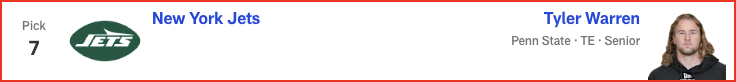 Pick
7
JETS
New York Jets
Tyler Warren
Penn State · TE · Senior